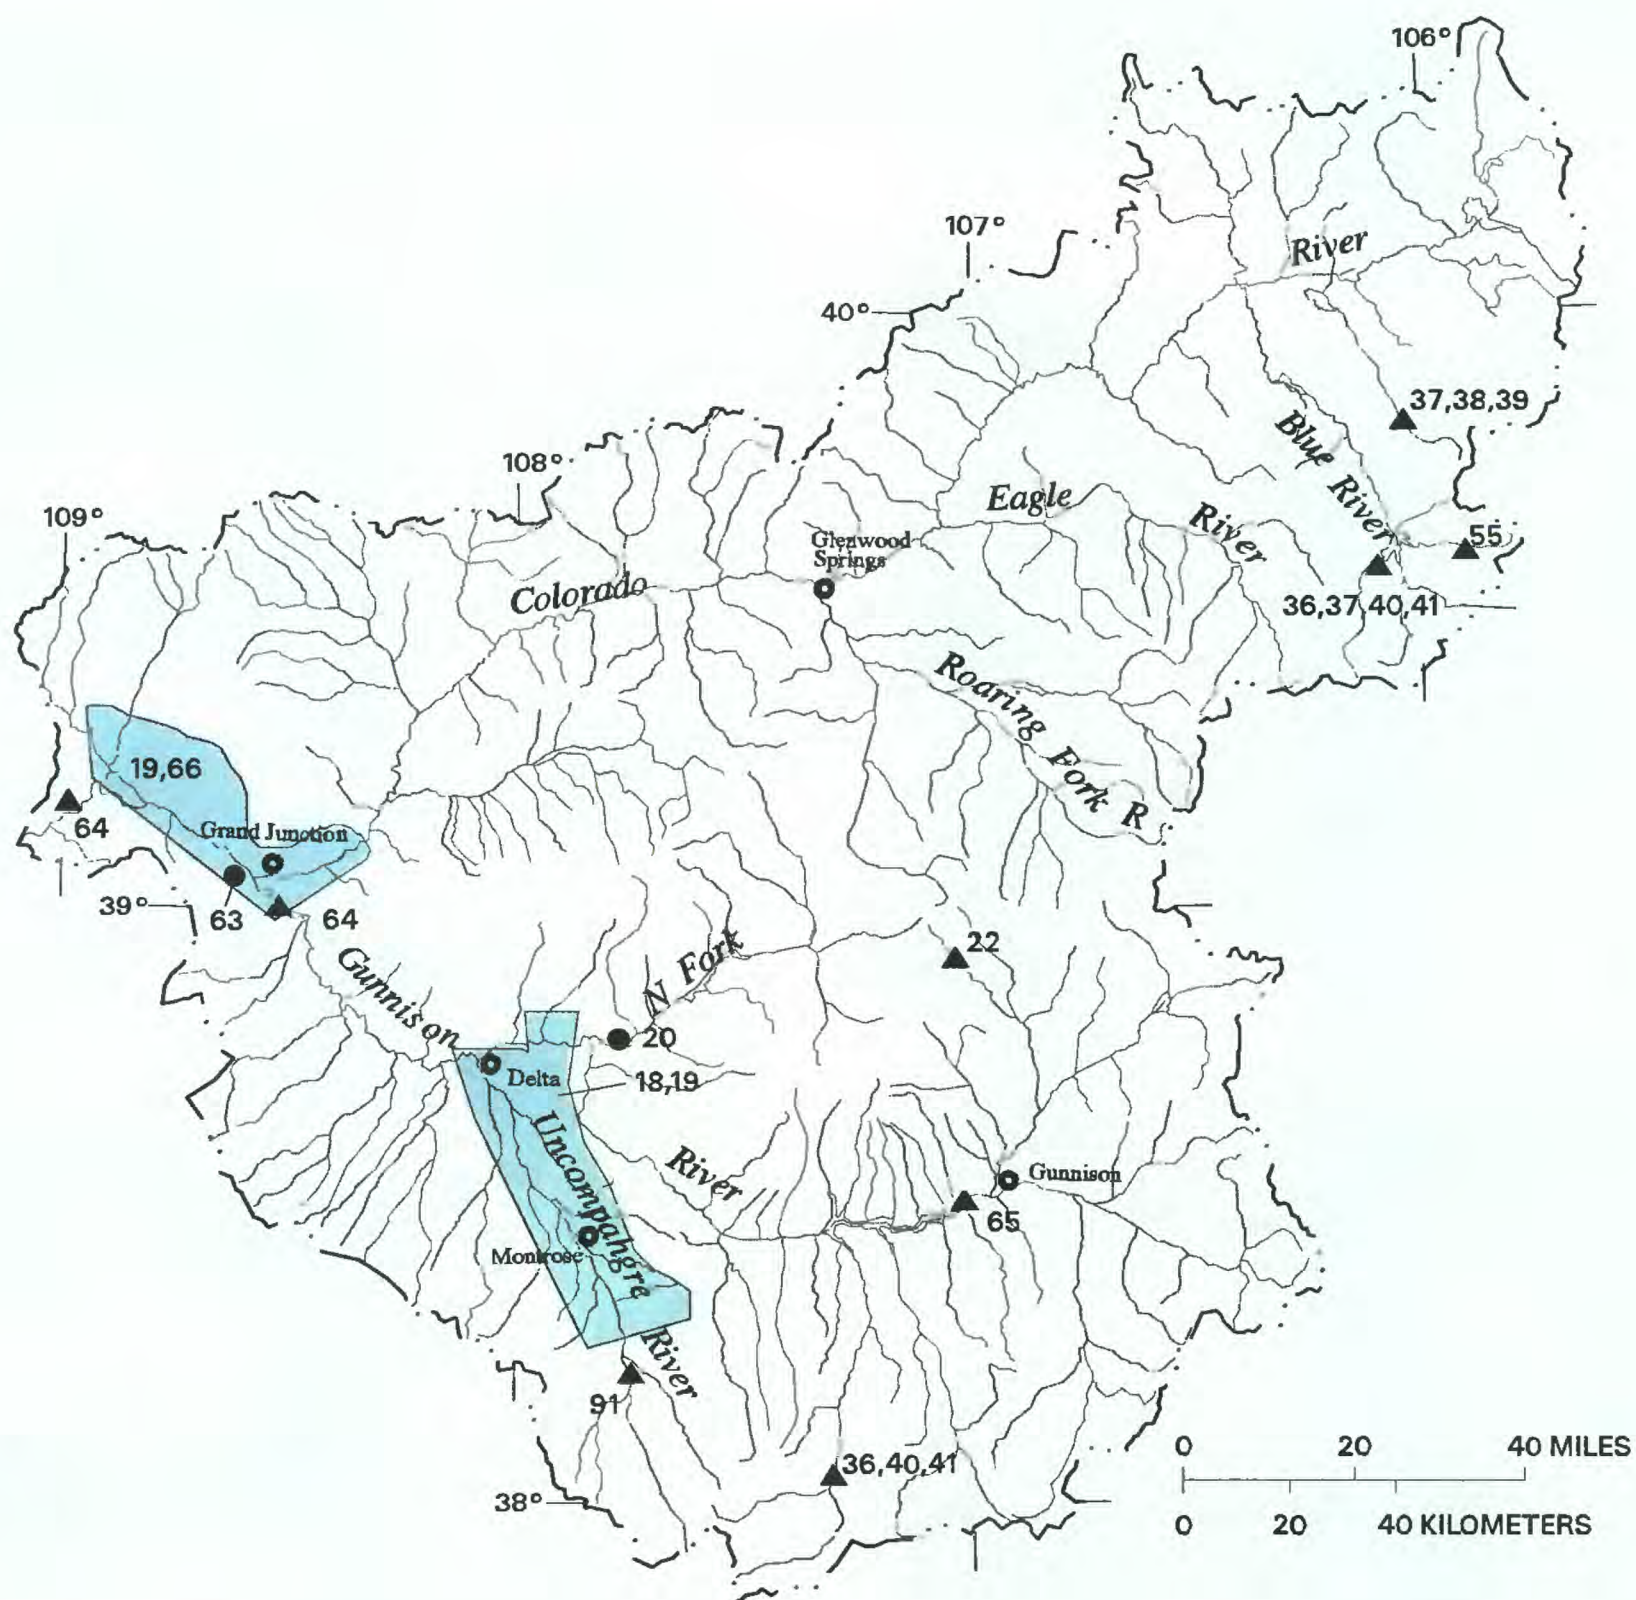 106°
107°
River
40°
37,38,39
Blue River
108°
Eagle
River
109°
Glenwood
Springs
55
Colorado
36,37,40,41
Roaring Fork R
19,66
64
Grand Junction
39°
63
64
22
N Fork
Gunnison
20
Delta
18,19
Uncompahgre
River
Gunnison
65
Montrose
River
91
0 20 40 MILES
36,40,41
38°
0 20 40 KILOMETERS